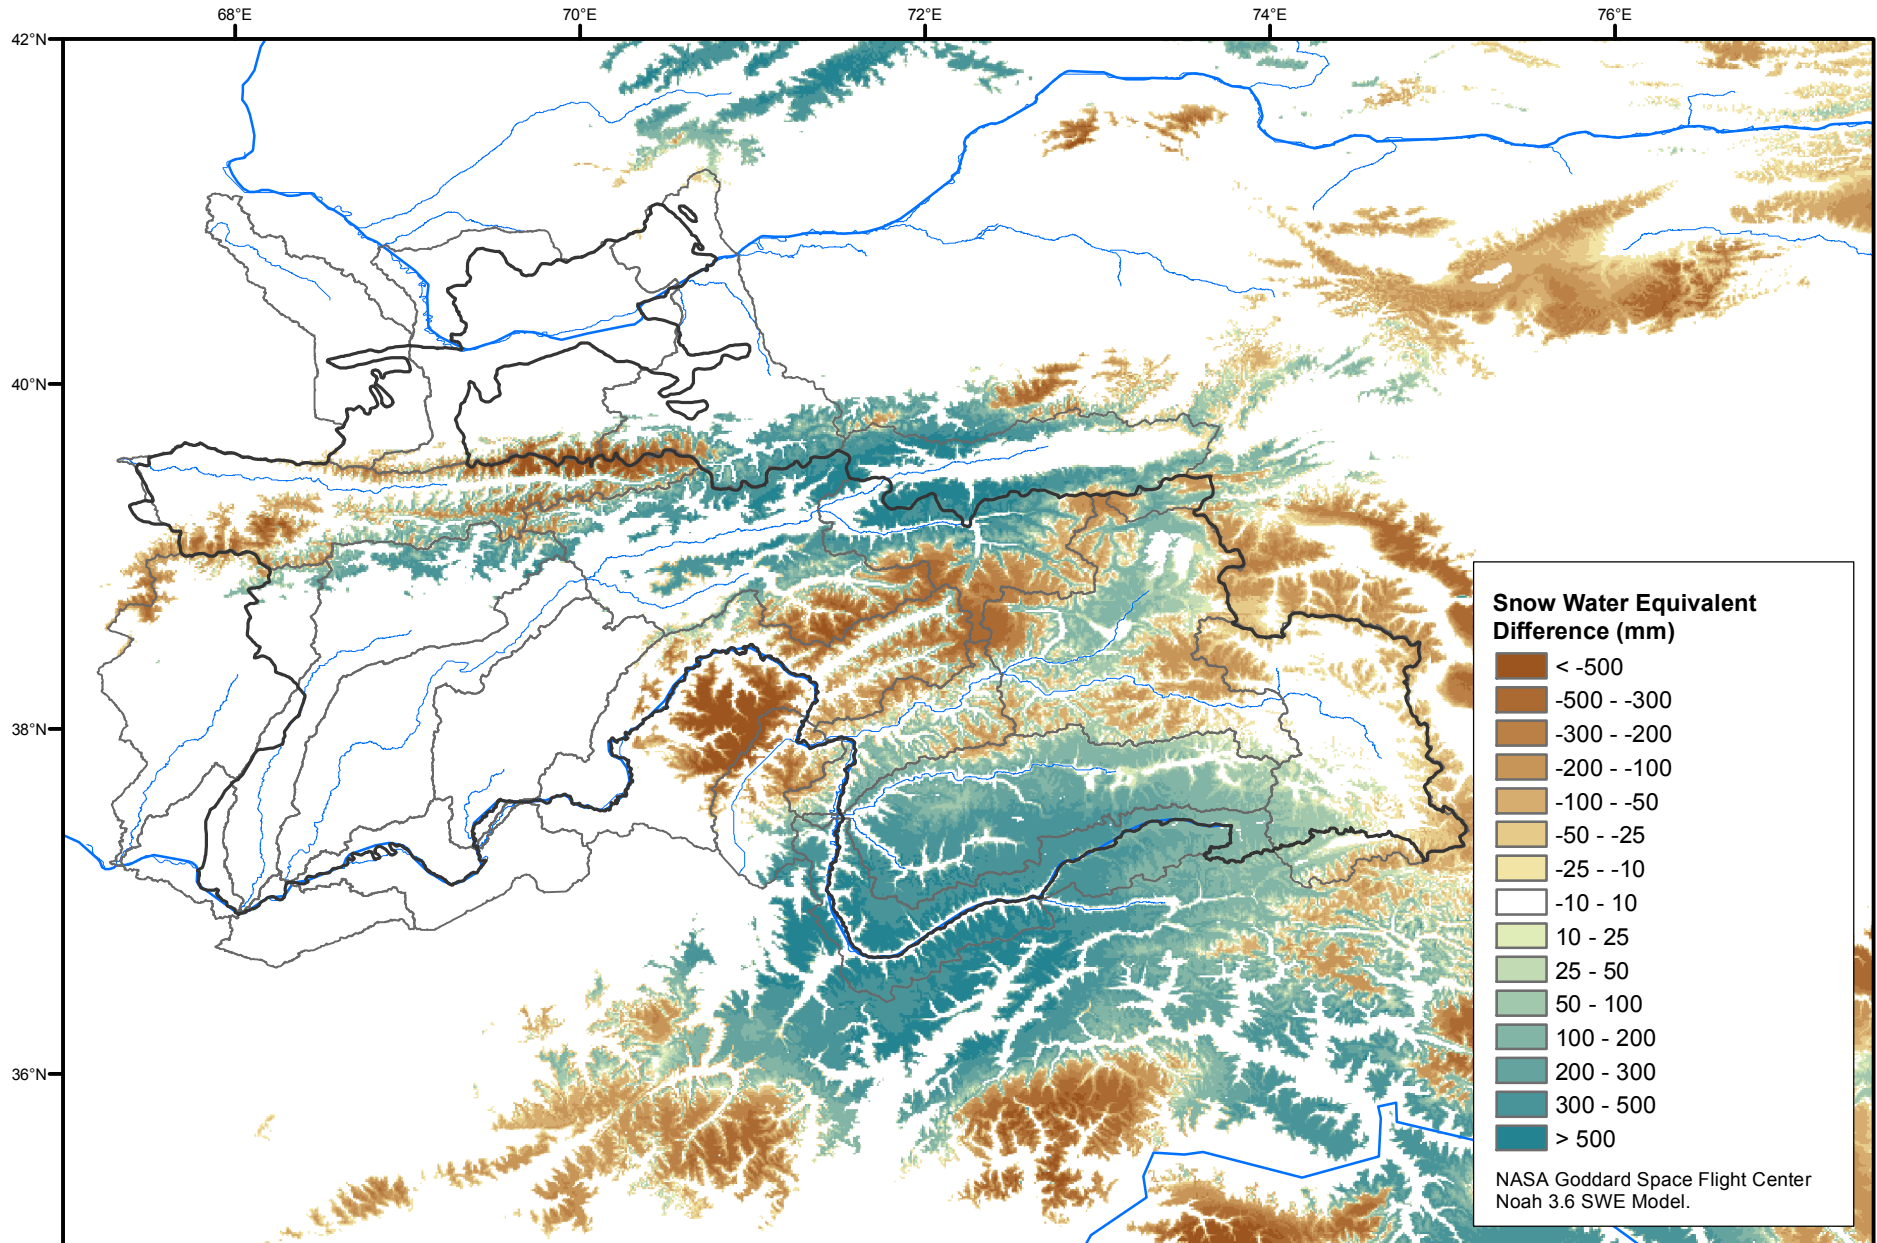 68°E 70°E 72°E 74°E 76°E
42°N
40°N
38°N
36°N
Snow Water Equivalent
Difference (mm)
< -500
-500 - -300
-300 - -200
-200 - -100
-100 - -50
-50 - -25
-25 - -10
-10 - 10
10 - 25
25 - 50
50 - 100
100 - 200
200 - 300
300 - 500
> 500
NASA Goddard Space Flight Center
Noah 3.6 SWE Model.